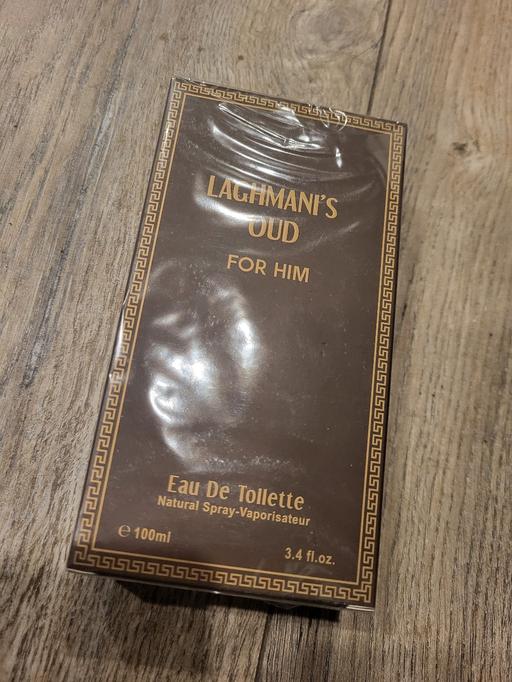 LAGHMANI'S
OUD
FOR HIM
Eau De Toilette
Natural Spray-Vaporisateur
℮ 100ml
3.4 fl.oz.